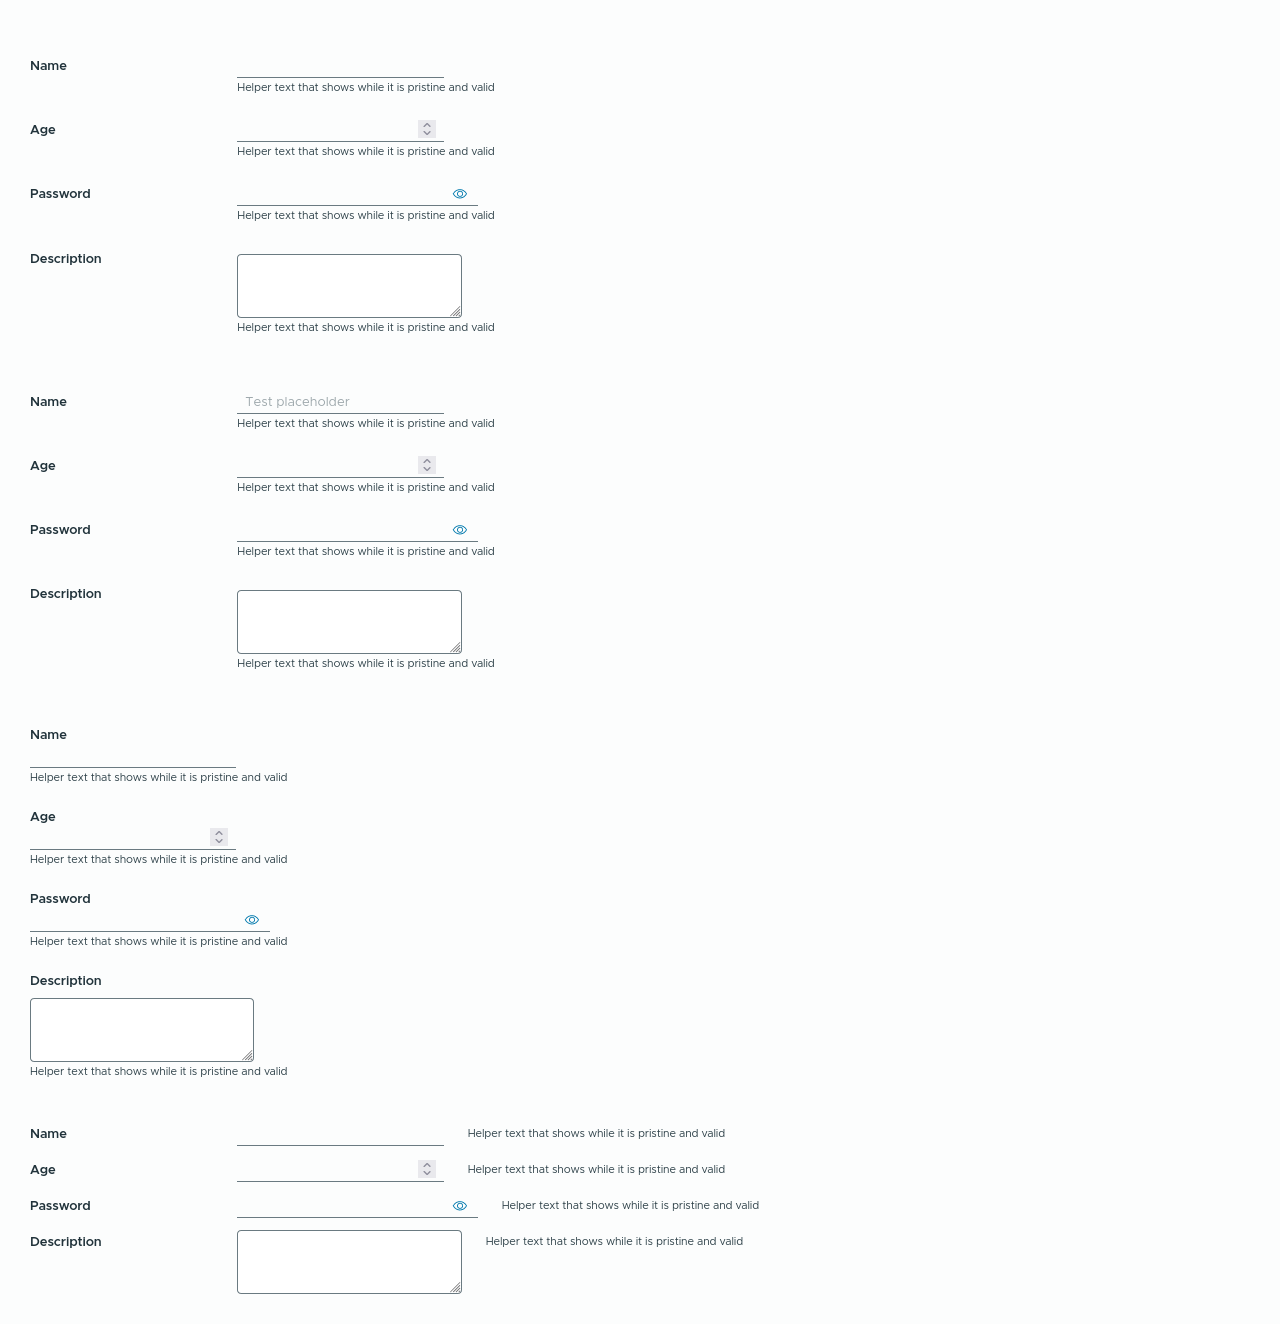 Name
Helper text that shows while it is pristine and valid
Age
Helper text that shows while it is pristine and valid
Password
Helper text that shows while it is pristine and valid
Description
Helper text that shows while it is pristine and valid
Name Test placeholder
Helper text that shows while it is pristine and valid
Age
Helper text that shows while it is pristine and valid
Password
Helper text that shows while it is pristine and valid
Description
Helper text that shows while it is pristine and valid
Name
Helper text that shows while it is pristine and valid
Age
Helper text that shows while it is pristine and valid
Password
Helper text that shows while it is pristine and valid
Description
Helper text that shows while it is pristine and valid
Name Helper text that shows while it is pristine and valid
Age Helper text that shows while it is pristine and valid
Password Helper text that shows while it is pristine and valid
Description Helper text that shows while it is pristine and valid